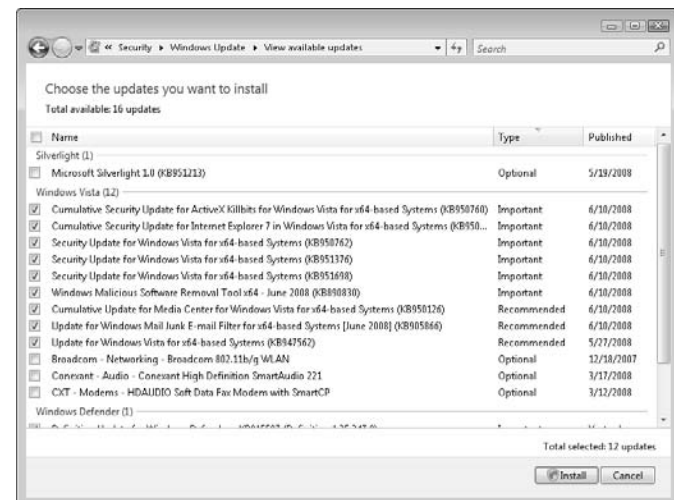 « Security ▸ Windows Update ▸ View available updates
Search
Choose the updates you want to install
Total available: 16 updates
Name Type Published
Silverlight (1)
Microsoft Silverlight 1.0 (KB951213) Optional 5/19/2008
Windows Vista (12)
Cumulative Security Update for ActiveX Killbits for Windows Vista for x64-based Systems (KB950760) Important 6/10/2008
Cumulative Security Update for Internet Explorer 7 in Windows Vista for x64-based Systems (KB950... Important 6/10/2008
Security Update for Windows Vista for x64-based Systems (KB950762) Important 6/10/2008
Security Update for Windows Vista for x64-based Systems (KB951376) Important 6/10/2008
Security Update for Windows Vista for x64-based Systems (KB951698) Important 6/10/2008
Windows Malicious Software Removal Tool x64 - June 2008 (KB890830) Important 6/10/2008
Cumulative Update for Media Center for Windows Vista for x64-based Systems (KB950126) Recommended 6/10/2008
Update for Windows Mail Junk E-mail Filter for x64-based Systems [June 2008] (KB905866) Recommended 6/10/2008
Update for Windows Vista for x64-based Systems (KB947562) Recommended 5/27/2008
Broadcom - Networking - Broadcom 802.11b/g WLAN Optional 12/18/2007
Conexant - Audio - Conexant High Definition SmartAudio 221 Optional 3/17/2008
CXT - Modems - HDAUDIO Soft Data Fax Modem with SmartCP Optional 3/12/2008
Windows Defender (1)
Total selected: 12 updates
Install Cancel